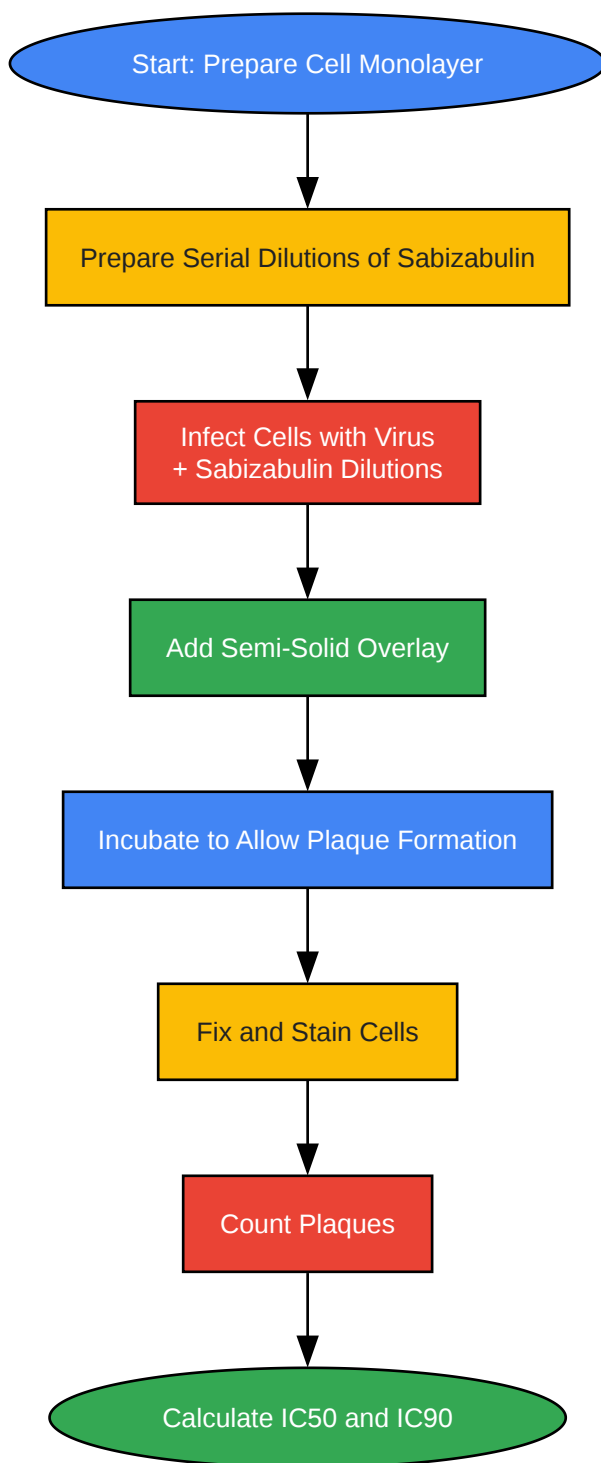 Start: Prepare Cell Monolayer
Prepare Serial Dilutions of Sabizabulin
Infect Cells with Virus
+ Sabizabulin Dilutions
Add Semi-Solid Overlay
Incubate to Allow Plaque Formation
Fix and Stain Cells
Count Plaques
Calculate IC50 and IC90